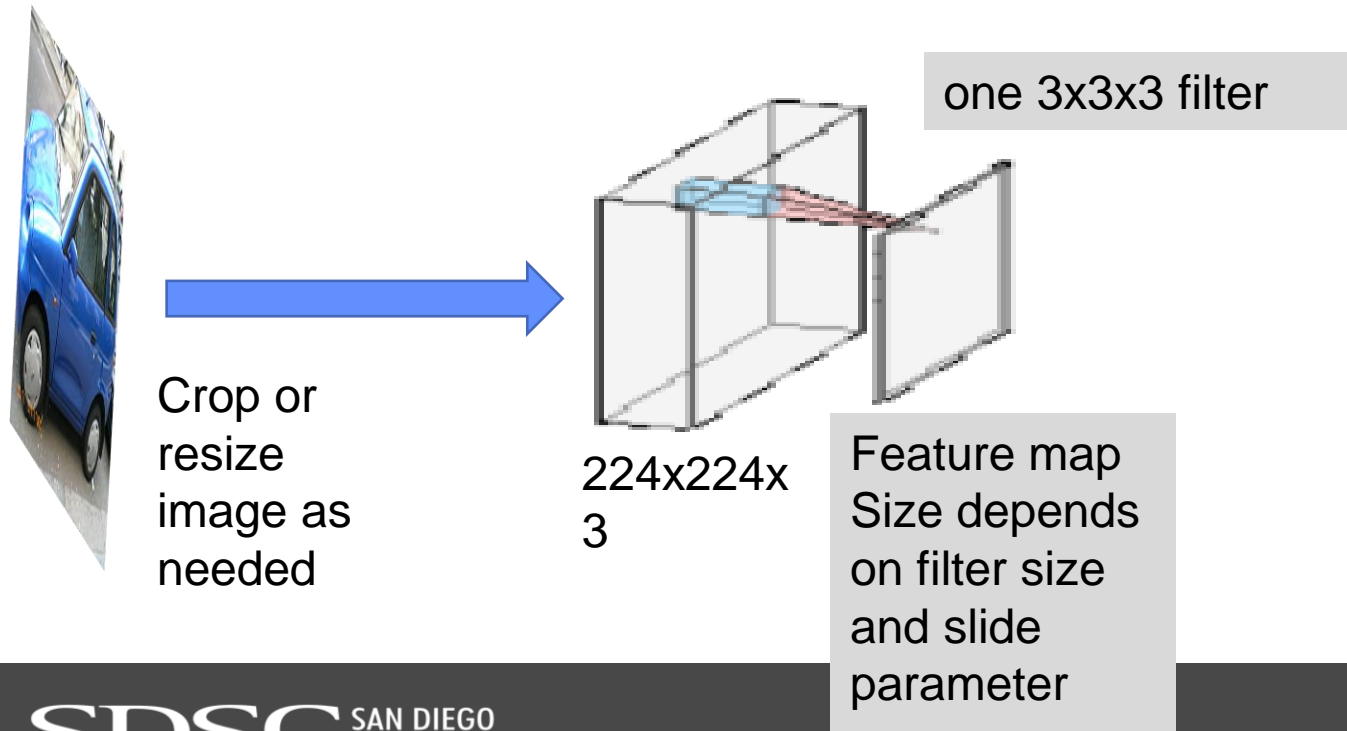 one 3x3x3 filter
Crop or
resize
image as
needed
224x224x
3
Feature map
Size depends
on filter size
and slide
parameter
SDSC SAN DIEGO